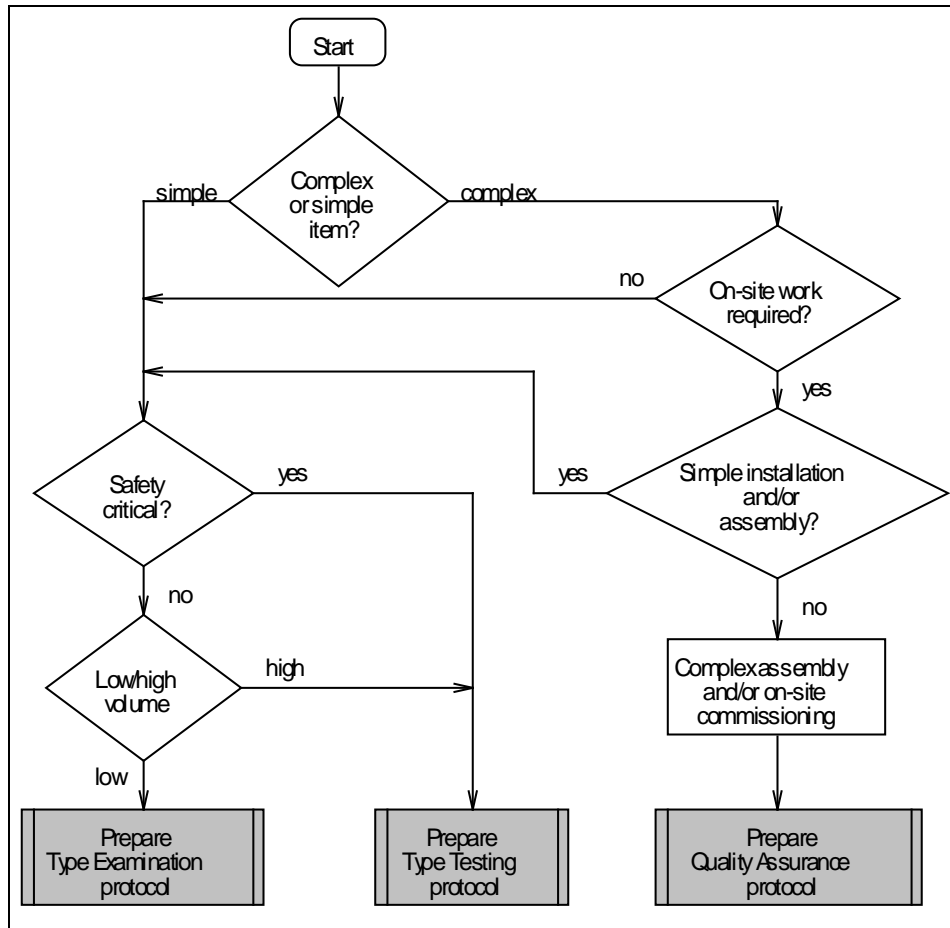 Start
Complex
or simple
item?
simple
complex
no
On-site work
required?
yes
Safety
critical?
yes
yes
Simple installation
and/or
assembly?
no
no
Low/high
volume
high
Complex assembly
and/or on-site
commissioning
low
Prepare
Type Examination
protocol
Prepare
Type Testing
protocol
Prepare
Quality Assurance
protocol